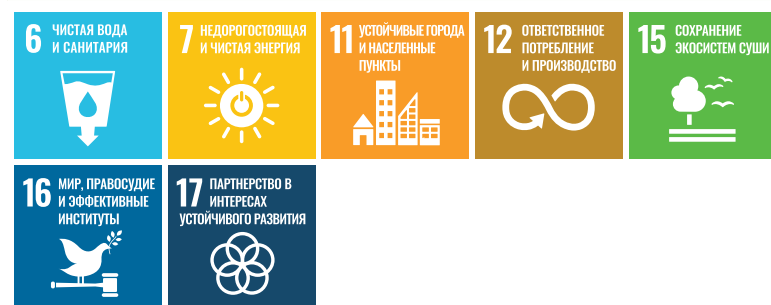 6 ЧИСТАЯ ВОДА
И САНИТАРИЯ
7 НЕДОРОГОСТОЯЩАЯ
И ЧИСТАЯ ЭНЕРГИЯ
11 УСТОЙЧИВЫЕ ГОРОДА
И НАСЕЛЕННЫЕ
ПУНКТЫ
12 ОТВЕТСТВЕННОЕ
ПОТРЕБЛЕНИЕ
И ПРОИЗВОДСТВО
15 СОХРАНЕНИЕ
ЭКОСИСТЕМ СУШИ
16 МИР, ПРАВОСУДИЕ
И ЭФФЕКТИВНЫЕ
ИНСТИТУТЫ
17 ПАРТНЕРСТВО В
ИНТЕРЕСАХ
УСТОЙЧИВОГО РАЗВИТИЯ